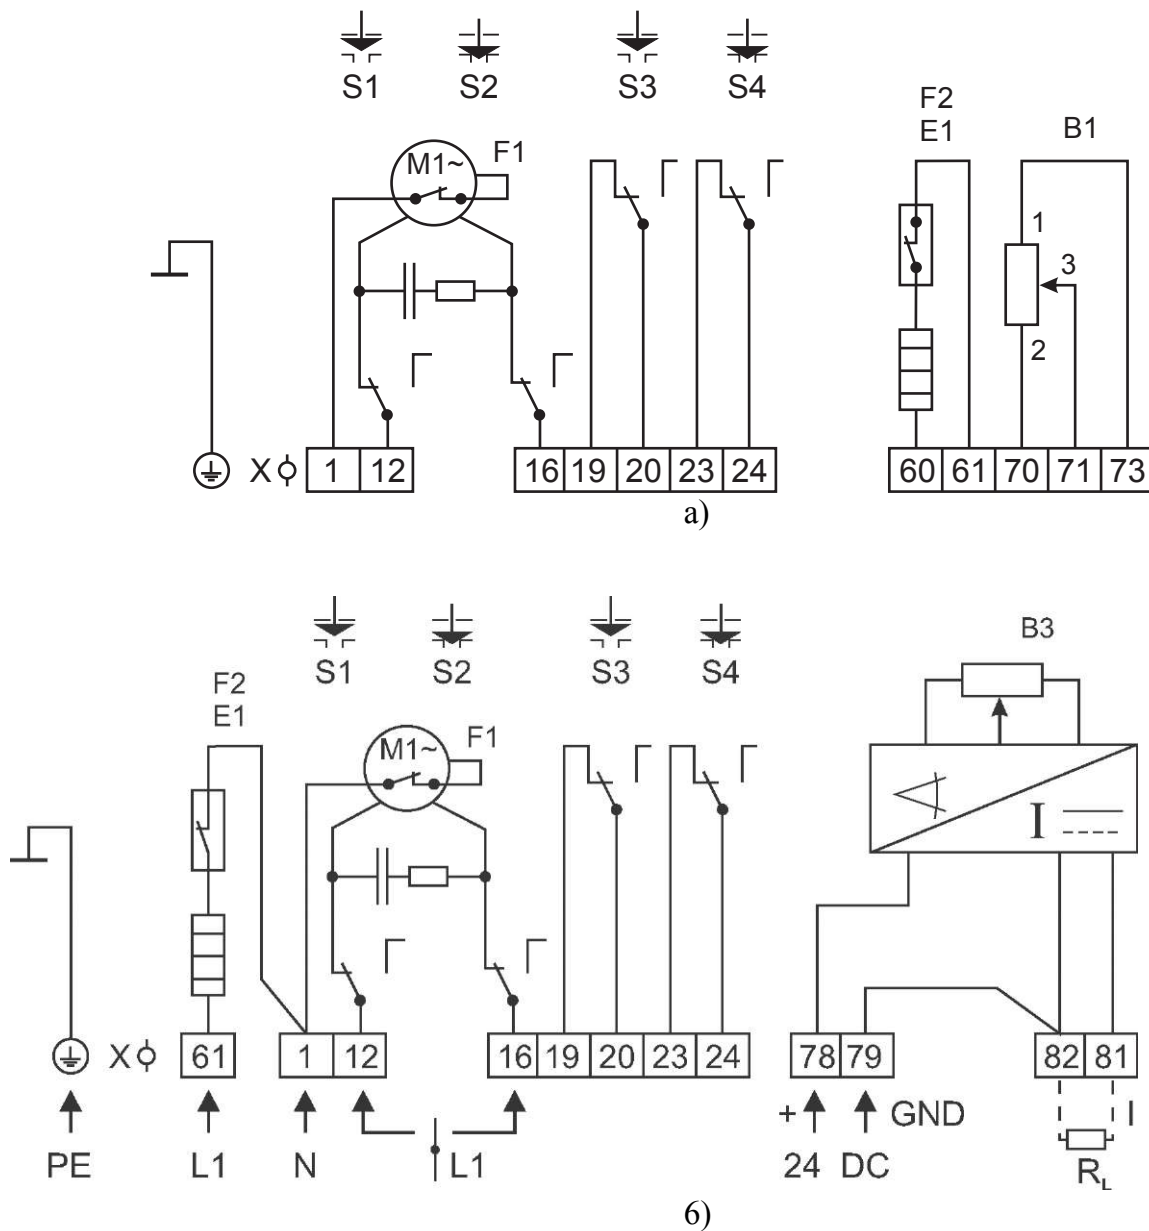 S1 S2 S3 S4
F2
E1
B1
M1~ F1
1
3
2
X 1 12 16 19 20 23 24 60 61 70 71 73
а)
B3
S1 S2 S3 S4
F2
E1
M1~ F1
I
X 61 1 12 16 19 20 23 24 78 79 82 81
+ GND I
PE L1 N L1 24 DC RL
б)